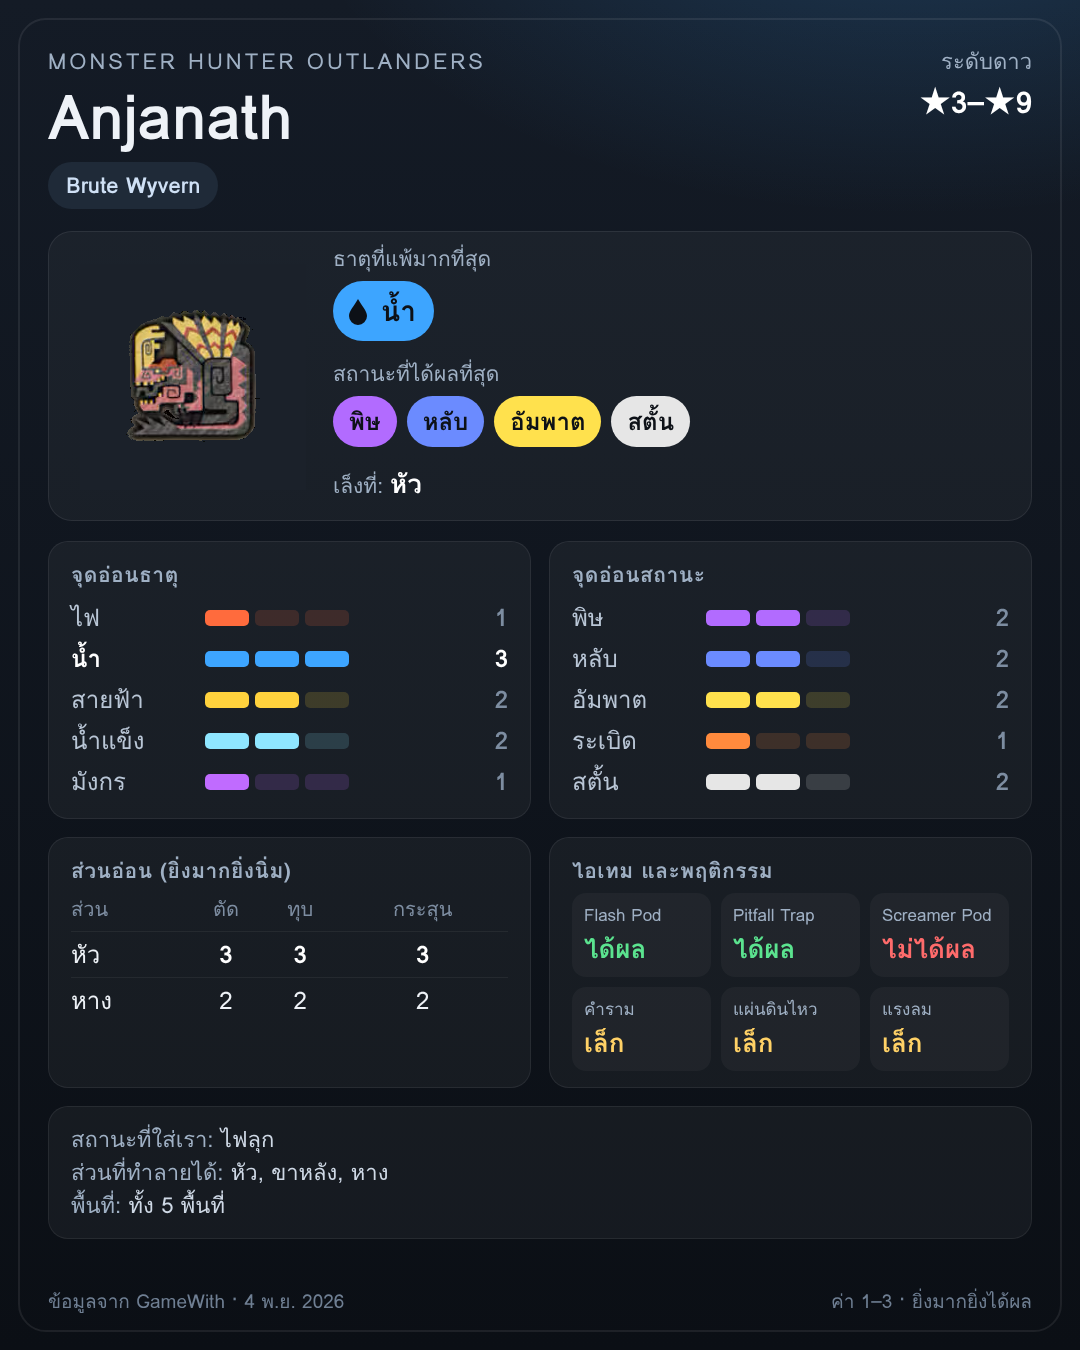 MONSTER HUNTER OUTLANDERS
ระดับดาว
Anjanath
★3–★9
Brute Wyvern
ธาตุที่แพ้มากที่สุด
น้ำ
สถานะที่ได้ผลที่สุด
พิษ หลับ อัมพาต สตั้น
เล็งที่: หัว
จุดอ่อนธาตุ
ไฟ 1
น้ำ 3
สายฟ้า 2
น้ำแข็ง 2
มังกร 1
จุดอ่อนสถานะ
พิษ 2
หลับ 2
อัมพาต 2
ระเบิด 1
สตั้น 2
ส่วนอ่อน (ยิ่งมากยิ่งนิ่ม)
ส่วน ตัด ทุบ กระสุน
หัว 3 3 3
หาง 2 2 2
ไอเทม และพฤติกรรม
Flash Pod Pitfall Trap Screamer Pod
ได้ผล ได้ผล ไม่ได้ผล
คำราม แผ่นดินไหว แรงลม
เล็ก เล็ก เล็ก
สถานะที่ใส่เรา: ไฟลุก
ส่วนที่ทำลายได้: หัว, ขาหลัง, หาง
พื้นที่: ทั้ง 5 พื้นที่
ข้อมูลจาก GameWith · 4 พ.ย. 2026
ค่า 1–3 · ยิ่งมากยิ่งได้ผล